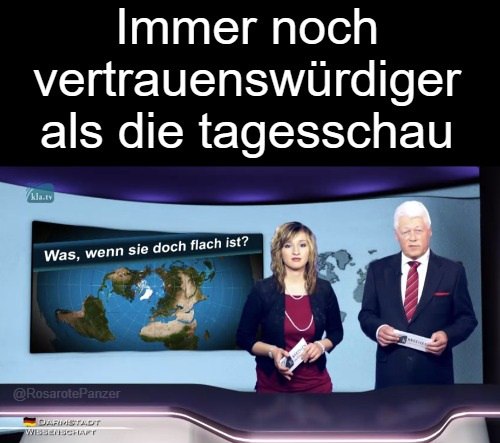 Immer noch
vertrauenswürdiger
als die tagesschau
kla.tv
Was, wenn sie doch flach ist?
@RosarotePanzer
DARMSTADT
WISSENSCHAFT